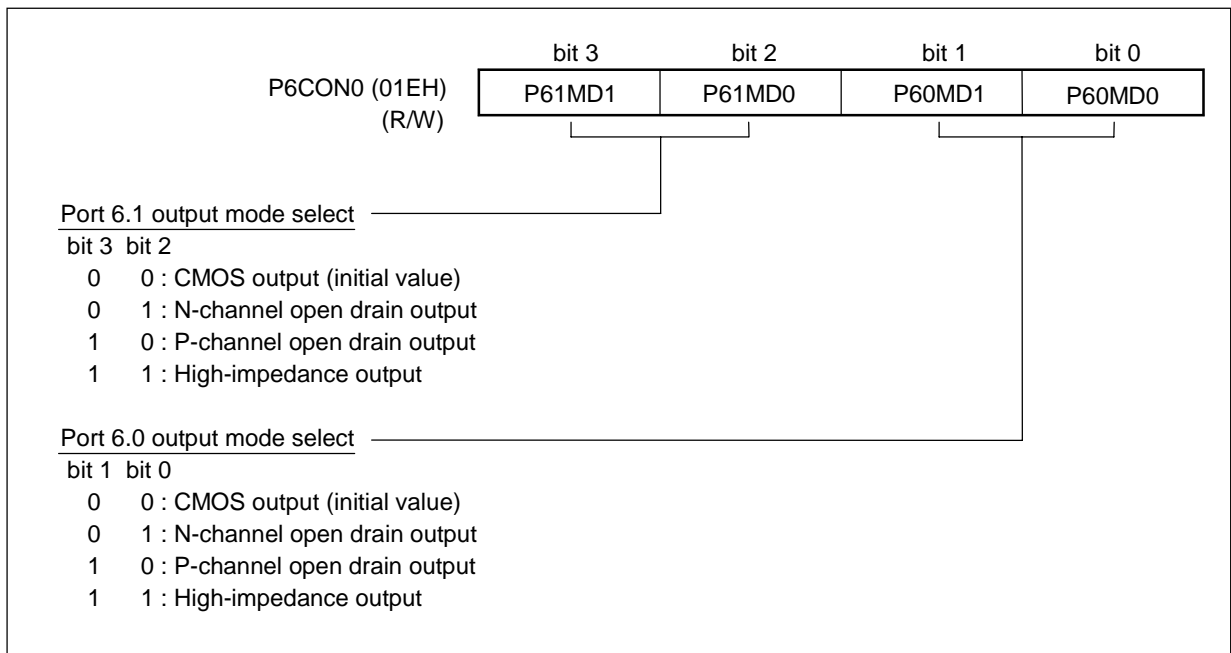 bit 3 bit 2 bit 1 bit 0
P6CON0 (01EH) P61MD1 P61MD0 P60MD1 P60MD0
(R/W)
Port 6.1 output mode select
bit 3 bit 2
0 0 : CMOS output (initial value)
0 1 : N-channel open drain output
1 0 : P-channel open drain output
1 1 : High-impedance output
Port 6.0 output mode select
bit 1 bit 0
0 0 : CMOS output (initial value)
0 1 : N-channel open drain output
1 0 : P-channel open drain output
1 1 : High-impedance output